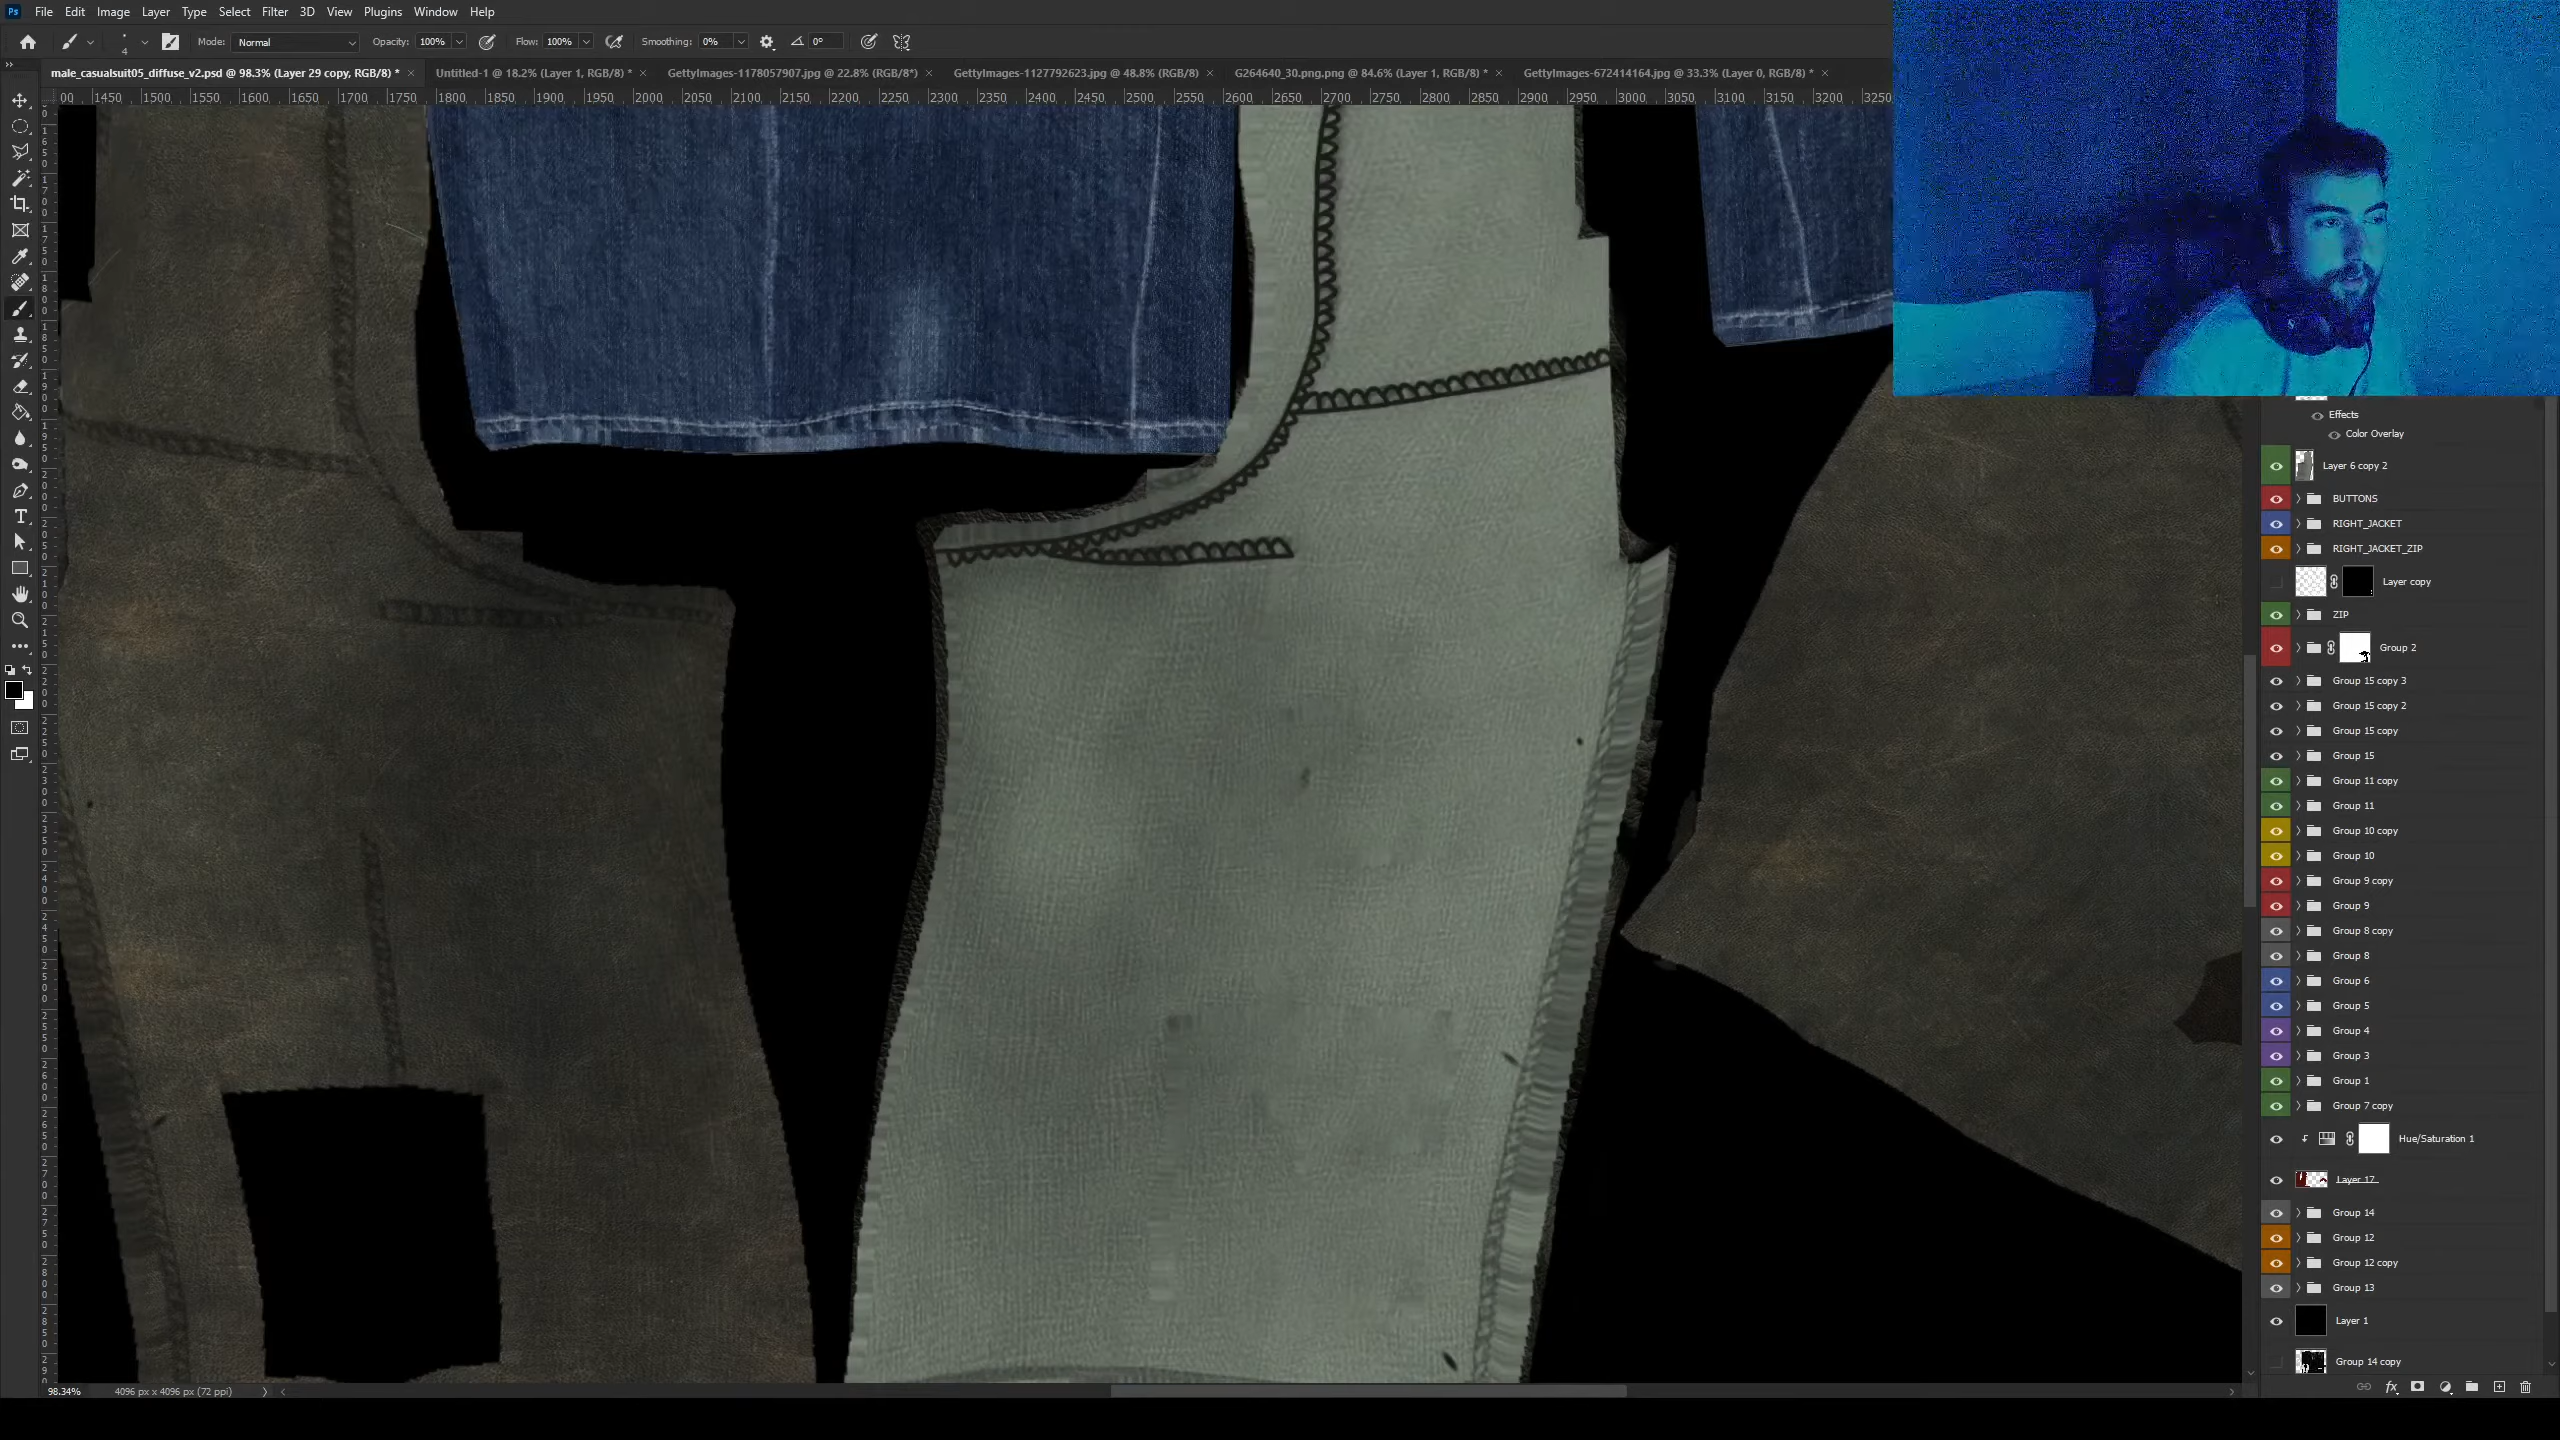 Ps File Edit Image Layer Type Select Filter 3D View Plugins Window Help
4 Mode: Normal Opacity: 100% Flow: 100% Smoothing: 0% 0°
male_casualsuit05_diffuse_v2.psd @ 98.3% (Layer 29 copy, RGB/8) * Untitled-1 @ 18.2% (Layer 1, RGB/8) * GettyImages-1178057907.jpg @ 22.8% (RGB/8*) GettyImages-1127792623.jpg @ 48.8% (RGB/8) G264640_30.png.png @ 84.6% (Layer 1, RGB/8) * GettyImages-672414164.jpg @ 33.3% (Layer 0, RGB/8) *
00 1450 1500 1550 1600 1650 1700 1750 1800 1850 1900 1950 2000 2050 2100 2150 2200 2250 2300 2350 2400 2450 2500 2550 2600 2650 2700 2750 2800 2850 2900 2950 3000 3050 3100 3150 3200 3250
Effects
Color Overlay
Layer 6 copy 2
BUTTONS
RIGHT_JACKET
RIGHT_JACKET_ZIP
Layer copy
ZIP
Group 2
Group 15 copy 3
Group 15 copy 2
Group 15 copy
Group 15
Group 11 copy
Group 11
Group 10 copy
Group 10
Group 9 copy
Group 9
Group 8 copy
Group 8
Group 6
Group 5
Group 4
Group 3
Group 1
Group 7 copy
Hue/Saturation 1
Layer 17
Group 14
Group 12
Group 12 copy
Group 13
Layer 1
Group 14 copy
98.34% 4096 px x 4096 px (72 ppi)